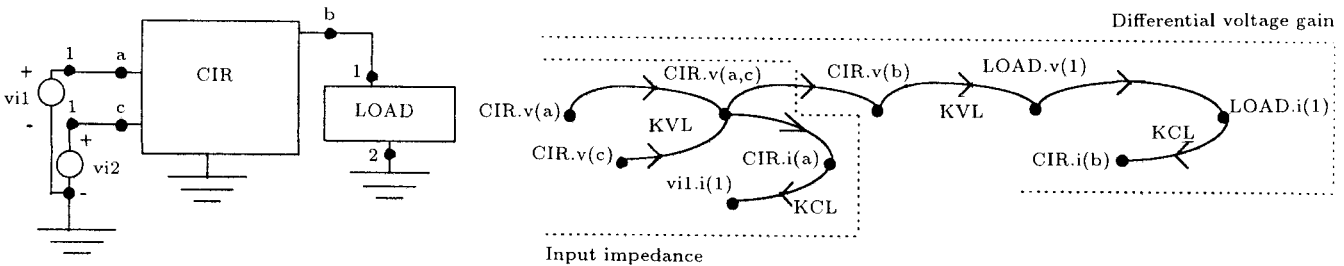 Differential voltage gain
b
1
a
+
CIR
vi1
1
c
-
+
vi2
-
1
LOAD
2
CIR.v(a,c)
CIR.v(b)
LOAD.v(1)
CIR.v(a)
KVL
KVL
LOAD.i(1)
KCL
CIR.v(c)
CIR.i(a)
CIR.i(b)
vi1.i(1)
KCL
Input impedance